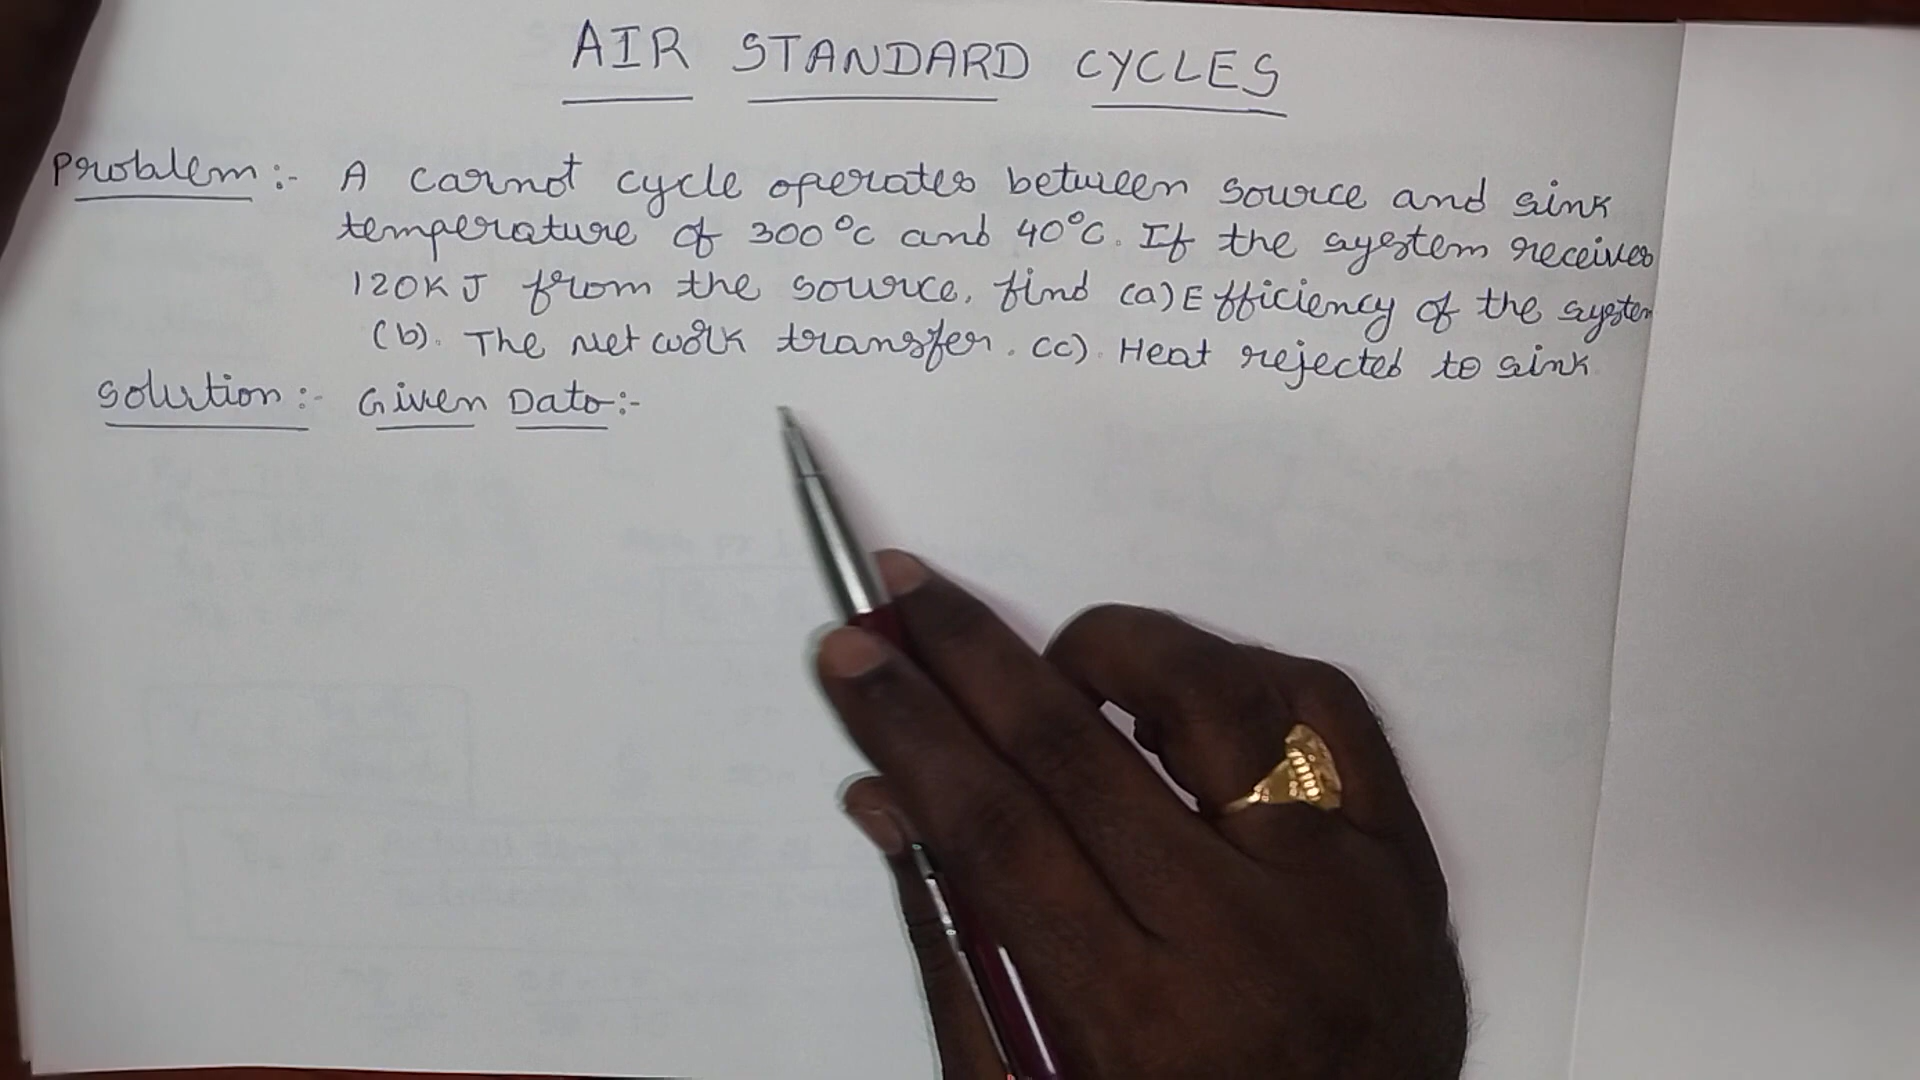 AIR STANDARD CYCLES
Problem:- A carnot cycle operates between source and sink
temperature of 300°C and 40°C. If the system receives
120KJ from the source, find (a) Efficiency of the system
(b). The net work transfer. (c). Heat rejected to sink
Solution:- Given Data:-